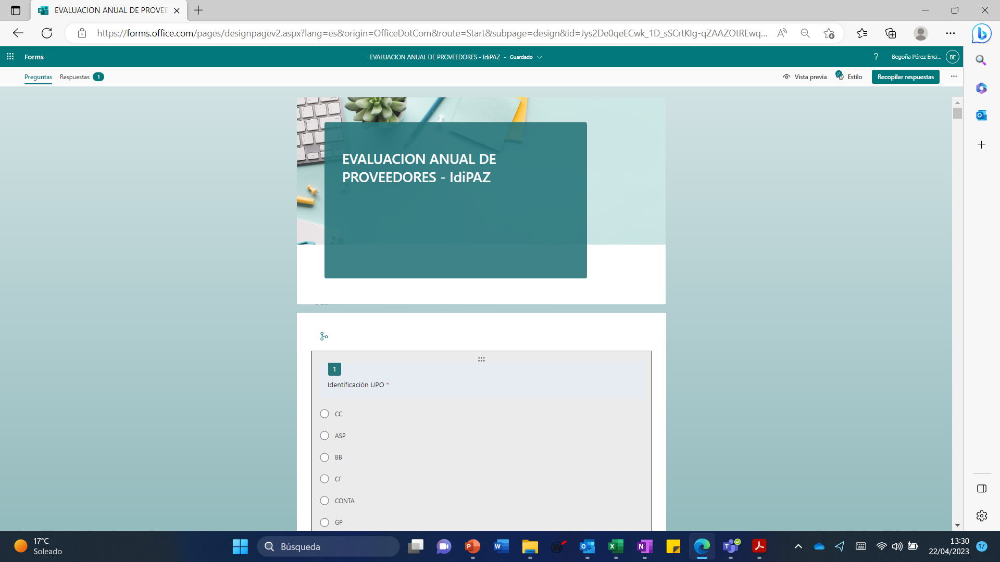 EVALUACION ANUAL DE PROVEE
https://forms.office.com/pages/designpagev2.aspx?lang=es&origin=OfficeDotCom&route=Start&subpage=design&id=Jys2De0qeECwk_1D_sSCrtKIg-qZAAZOtREwq...
Forms
EVALUACION ANUAL DE PROVEEDORES - IdiPAZ - Guardado
? Begoña Pérez Enci... BE
Preguntas Respuestas 1
Vista previa Estilo Recopilar respuestas ...
EVALUACION ANUAL DE
PROVEEDORES - IdiPAZ
1
Identificación UPO *
CC
ASP
BB
CF
CONTA
GP
17°C
Soleado
Búsqueda
13:30
22/04/2023
17